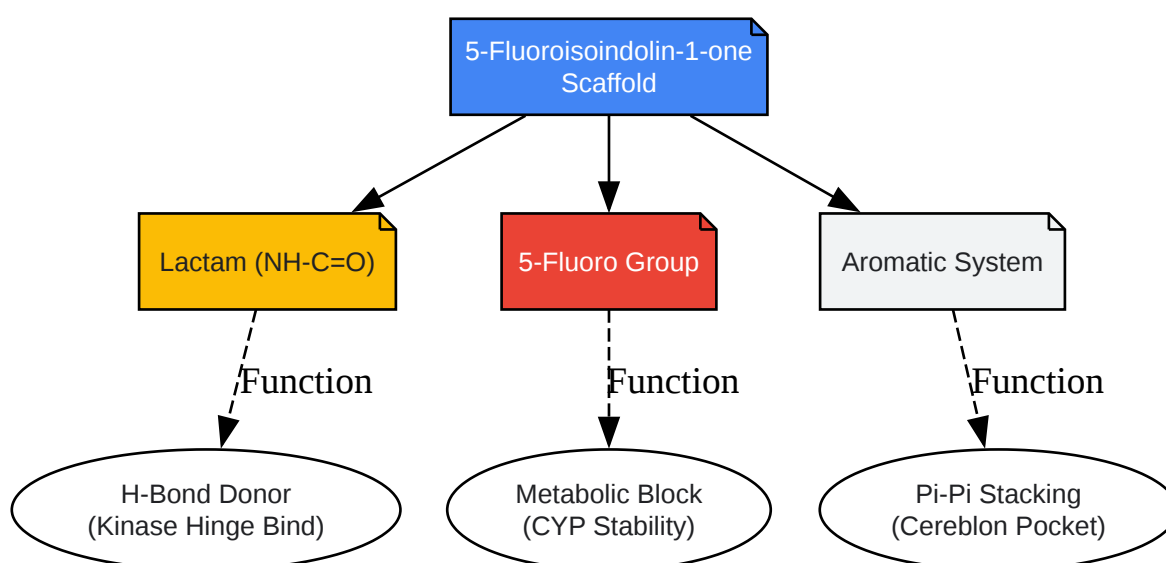 5-Fluoroisoindolin-1-one
Scaffold
Lactam (NH-C=O)
5-Fluoro Group
Aromatic System
Function
Function
Function
H-Bond Donor
(Kinase Hinge Bind)
Metabolic Block
(CYP Stability)
Pi-Pi Stacking
(Cereblon Pocket)